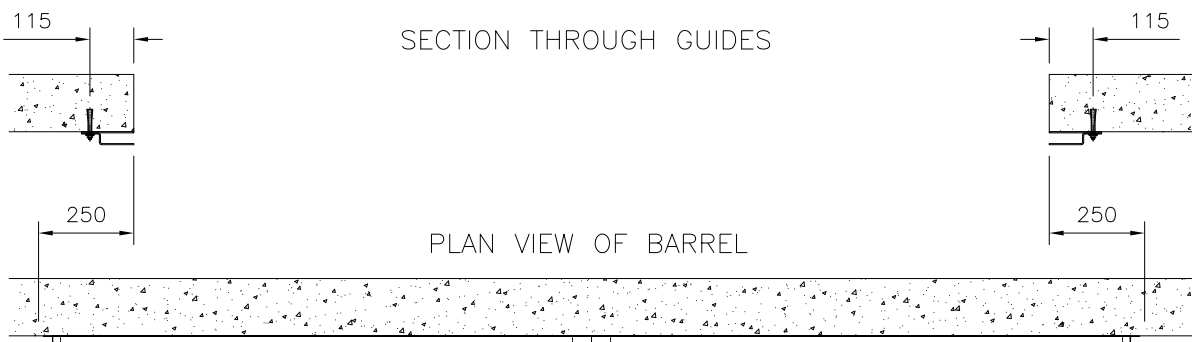 115
SECTION THROUGH GUIDES
115
250
PLAN VIEW OF BARREL
250